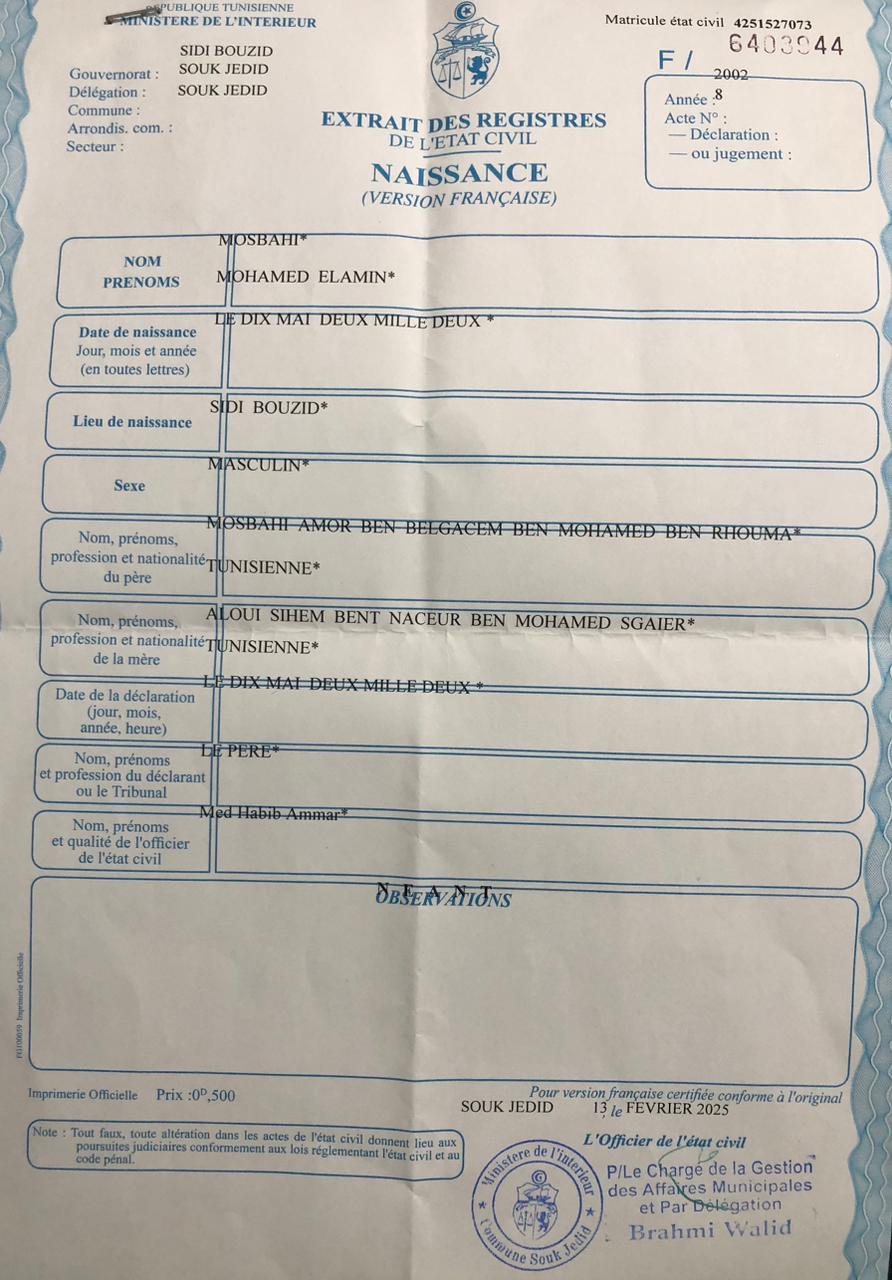 RÉPUBLIQUE TUNISIENNE
MINISTERE DE L'INTERIEUR
Matricule état civil 4251527073
6403944
F /
SIDI BOUZID
Gouvernorat : SOUK JEDID
Délégation : SOUK JEDID
Commune :
Arrondis. com. :
Secteur :
2002
Année : 8
Acte N° :
— Déclaration :
— ou jugement :
EXTRAIT DES REGISTRES
DE L'ETAT CIVIL
NAISSANCE
(VERSION FRANÇAISE)
NOM
PRENOMS
MOSBAHI*
MOHAMED ELAMIN*
Date de naissance
Jour, mois et année
(en toutes lettres)
LE DIX MAI DEUX MILLE DEUX *
Lieu de naissance
SIDI BOUZID*
Sexe
MASCULIN*
Nom, prénoms,
profession et nationalité
du père
MOSBAHI AMOR BEN BELGACEM BEN MOHAMED BEN RHOUMA*
TUNISIENNE*
Nom, prénoms,
profession et nationalité
de la mère
ALOUI SIHEM BENT NACEUR BEN MOHAMED SGAIER*
TUNISIENNE*
Date de la déclaration
(jour, mois,
année, heure)
LE DIX MAI DEUX MILLE DEUX *
Nom, prénoms
et profession du déclarant
ou le Tribunal
LE PERE*
Nom, prénoms
et qualité de l'officier
de l'état civil
Med Habib Ammar*
N E A N T
OBSERVATIONS
FG100059 Imprimerie Officielle
Imprimerie Officielle Prix :0ᴰ,500
Pour version française certifiée conforme à l'original
SOUK JEDID 13, le FEVRIER 2025
Note : Tout faux, toute altération dans les actes de l'état civil donnent lieu aux
poursuites judiciaires conformement aux lois réglementant l'état civil et au
code pénal.
L'Officier de l'état civil
P/Le Chargé de la Gestion
des Affaires Municipales
et Par Délégation
Brahmi Walid
Ministere de l'interieur
Commune Souk Jedid